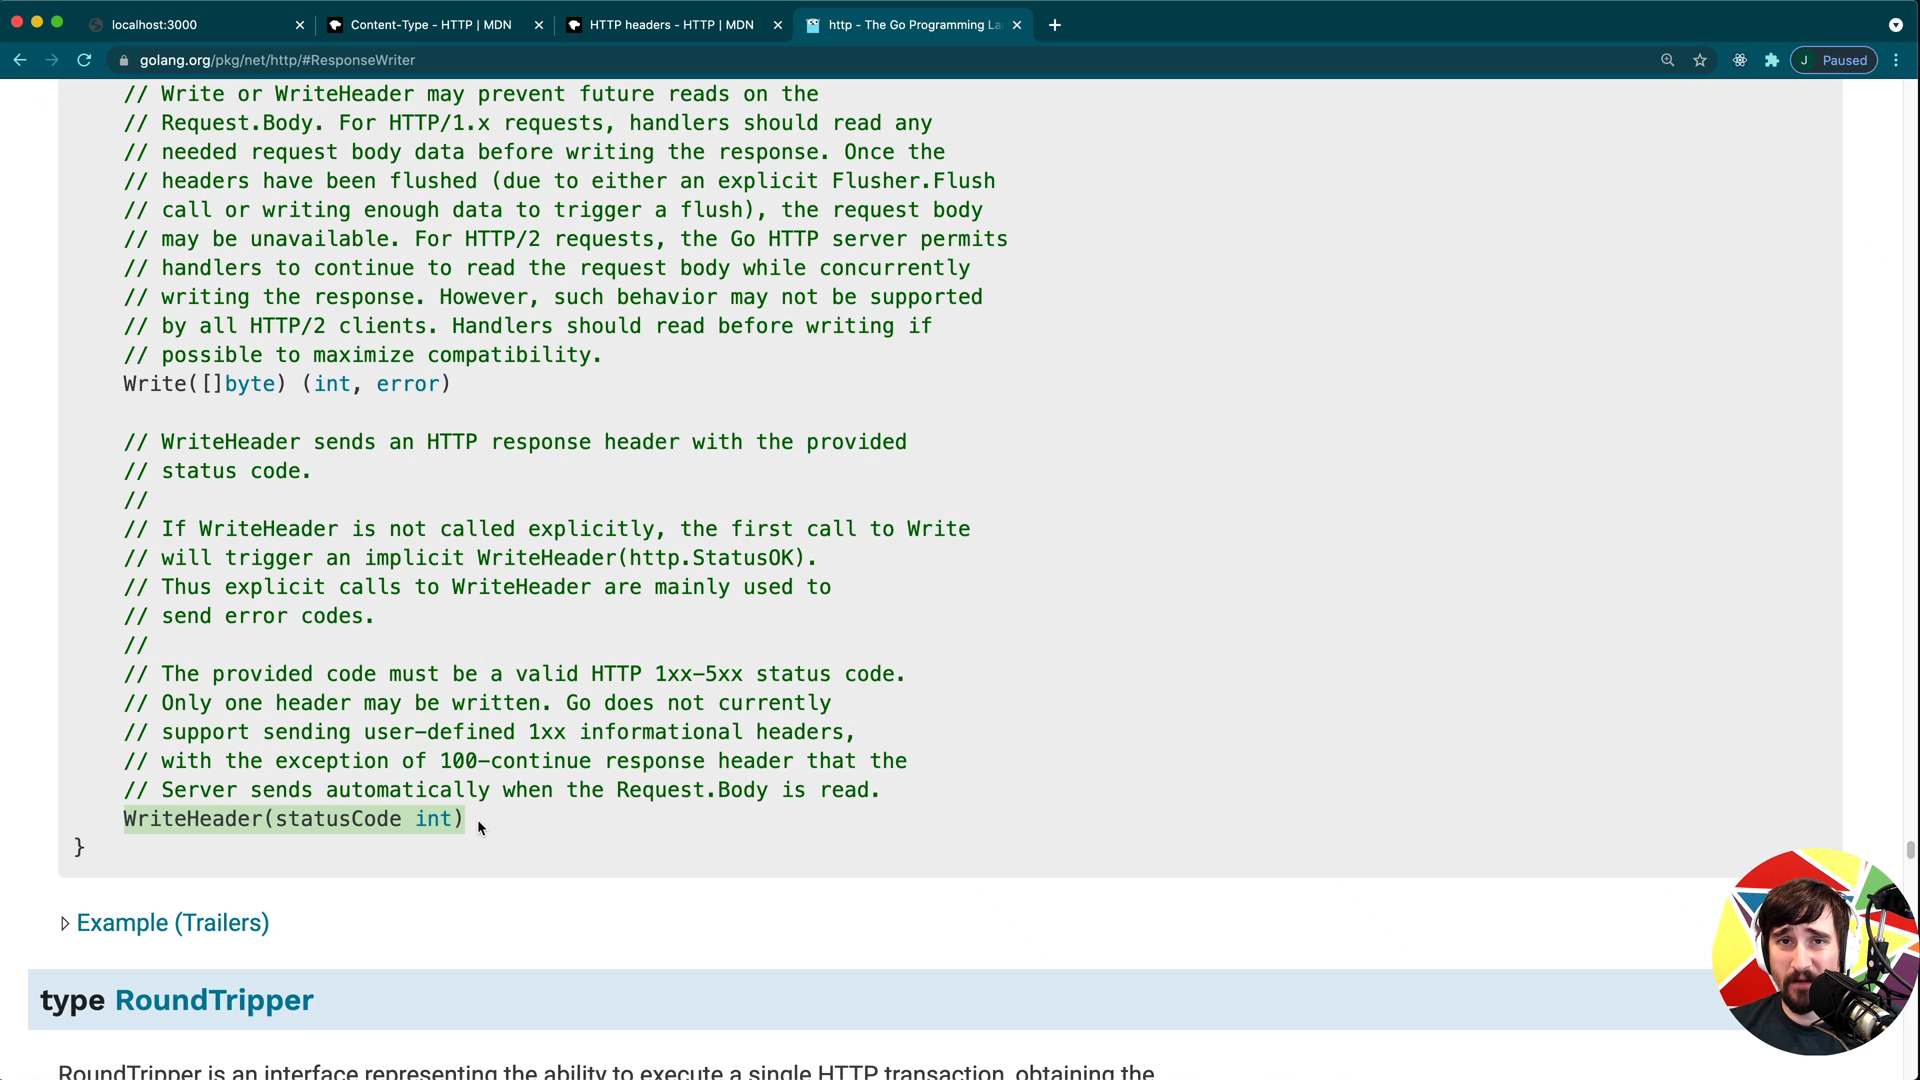 localhost:3000
Content-Type - HTTP | MDN
HTTP headers - HTTP | MDN
http - The Go Programming La
golang.org/pkg/net/http/#ResponseWriter
J Paused
// Write or WriteHeader may prevent future reads on the
// Request.Body. For HTTP/1.x requests, handlers should read any
// needed request body data before writing the response. Once the
// headers have been flushed (due to either an explicit Flusher.Flush
// call or writing enough data to trigger a flush), the request body
// may be unavailable. For HTTP/2 requests, the Go HTTP server permits
// handlers to continue to read the request body while concurrently
// writing the response. However, such behavior may not be supported
// by all HTTP/2 clients. Handlers should read before writing if
// possible to maximize compatibility.
Write([]byte) (int, error)
// WriteHeader sends an HTTP response header with the provided
// status code.
//
// If WriteHeader is not called explicitly, the first call to Write
// will trigger an implicit WriteHeader(http.StatusOK).
// Thus explicit calls to WriteHeader are mainly used to
// send error codes.
//
// The provided code must be a valid HTTP 1xx-5xx status code.
// Only one header may be written. Go does not currently
// support sending user-defined 1xx informational headers,
// with the exception of 100-continue response header that the
// Server sends automatically when the Request.Body is read.
WriteHeader(statusCode int)
}
Example (Trailers)
type RoundTripper
RoundTripper is an interface representing the ability to execute a single HTTP transaction, obtaining the